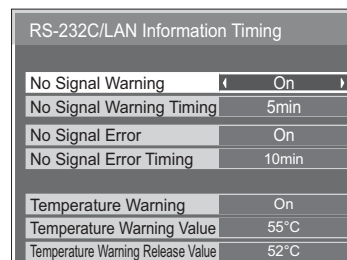 RS-232C/LAN Information Timing
No Signal Warning On
No Signal Warning Timing 5min
No Signal Error On
No Signal Error Timing 10min
Temperature Warning On
Temperature Warning Value 55°C
Temperature Warning Release Value 52°C